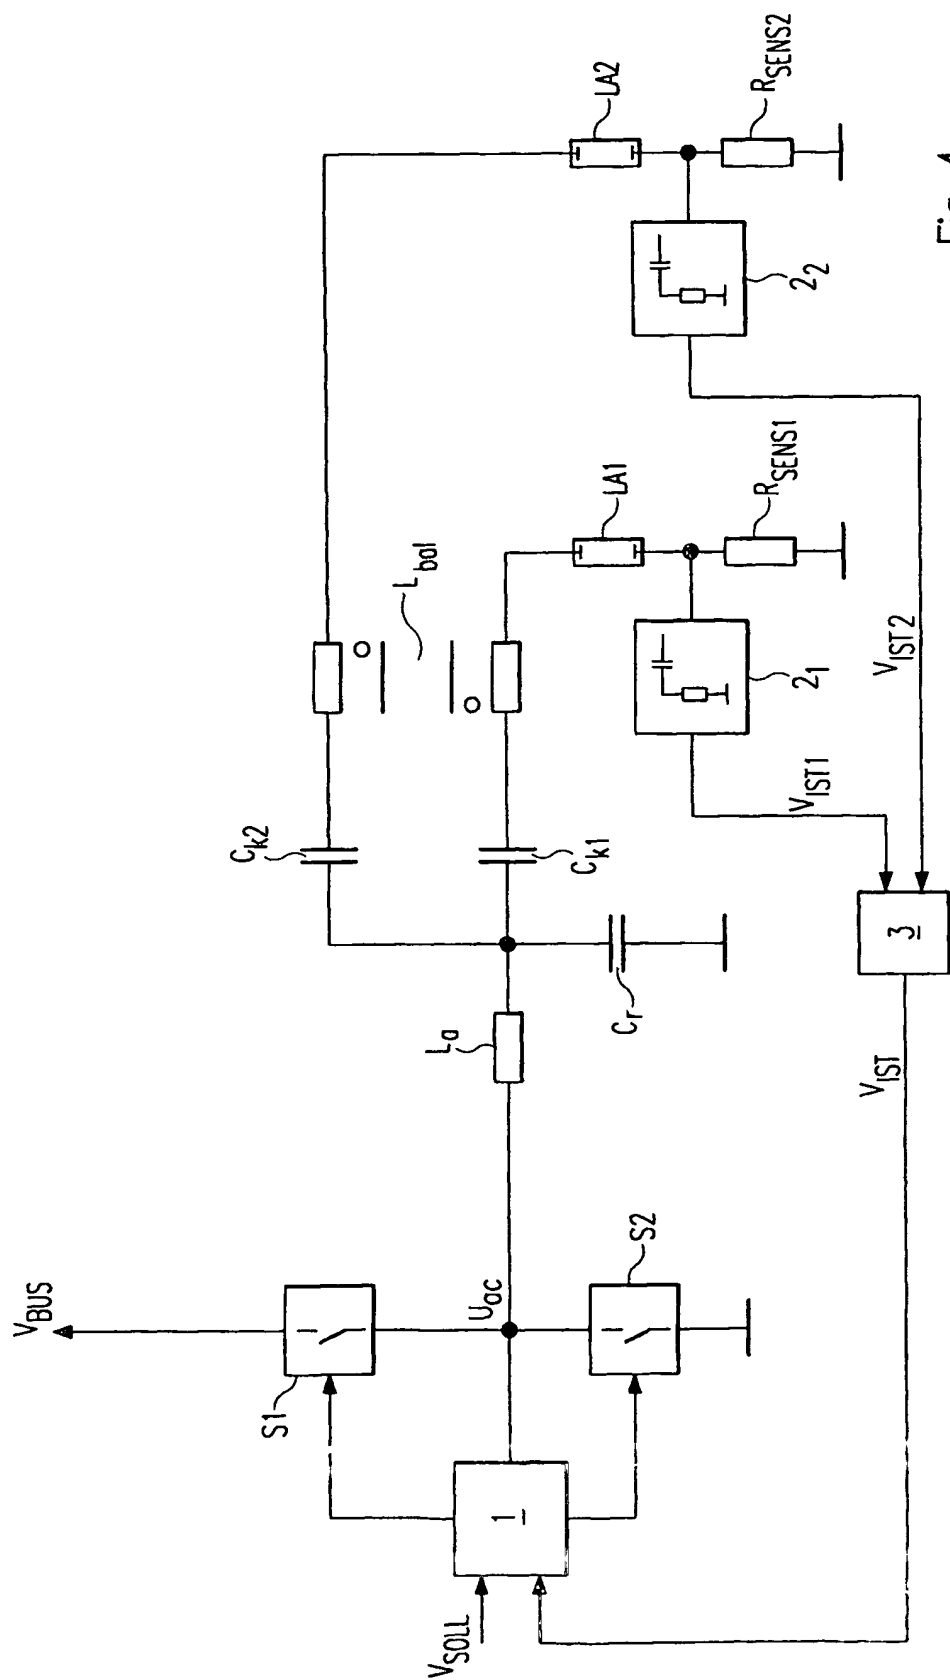 V_BUS
S1
U_ac
S2
1
V_SOLL
L_a
C_r
C_k2
C_k1
L_bal
LA1
LA2
R_SENS1
R_SENS2
2_1
2_2
V_IST1
V_IST2
3
V_IST